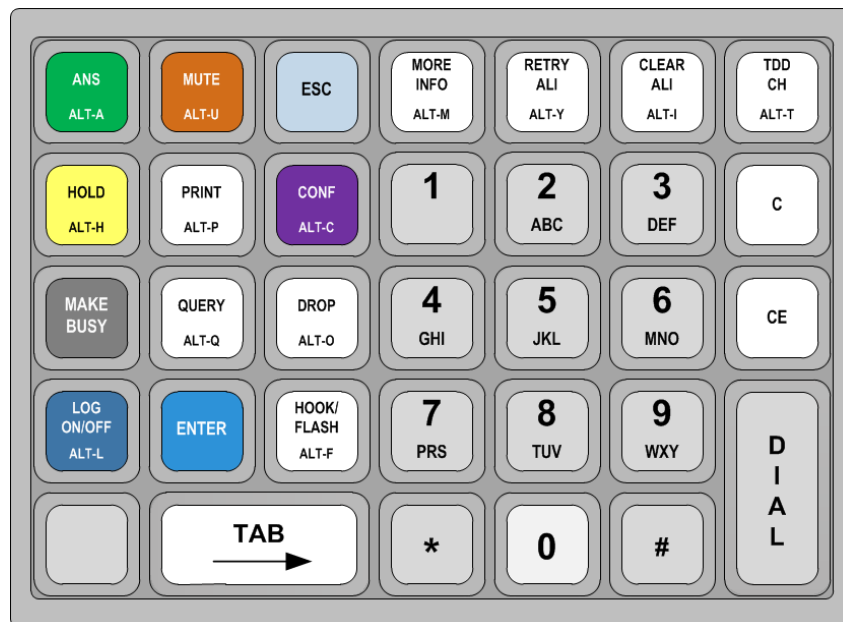 ANS
ALT-A
MUTE
ALT-U
ESC
MORE
INFO
ALT-M
RETRY
ALI
ALT-Y
CLEAR
ALI
ALT-I
TDD
CH
ALT-T
HOLD
ALT-H
PRINT
ALT-P
CONF
ALT-C
1
2
ABC
3
DEF
C
MAKE
BUSY
QUERY
ALT-Q
DROP
ALT-O
4
GHI
5
JKL
6
MNO
CE
LOG
ON/OFF
ALT-L
ENTER
HOOK/
FLASH
ALT-F
7
PRS
8
TUV
9
WXY
D
I
A
L
TAB
*
0
#